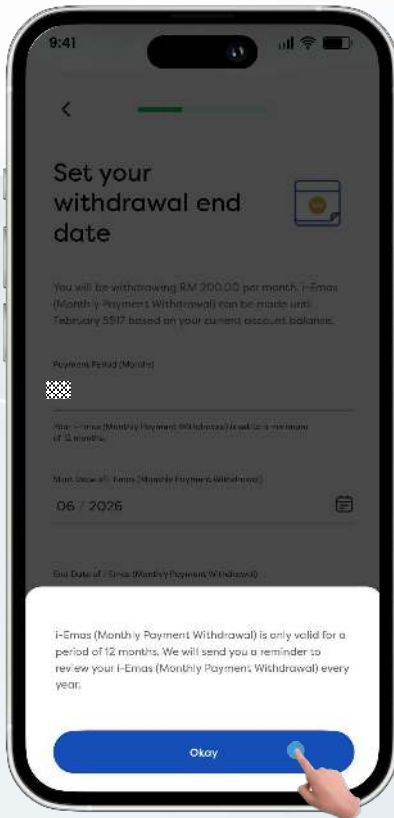 9:41
Set your
withdrawal end
date
You will be withdrawing RM 200.00 per month. i-Emas
(Monthly Payment Withdrawal) can be made until
February 5517 based on your current account balance.
Payment Period (Months)
Your i-Emas (Monthly Payment Withdrawal) is set to a minimum
of 12 months.
Start Date of i-Emas (Monthly Payment Withdrawal)
06 / 2026
End Date of i-Emas (Monthly Payment Withdrawal)
i-Emas (Monthly Payment Withdrawal) is only valid for a
period of 12 months. We will send you a reminder to
review your i-Emas (Monthly Payment Withdrawal) every
year.
Okay